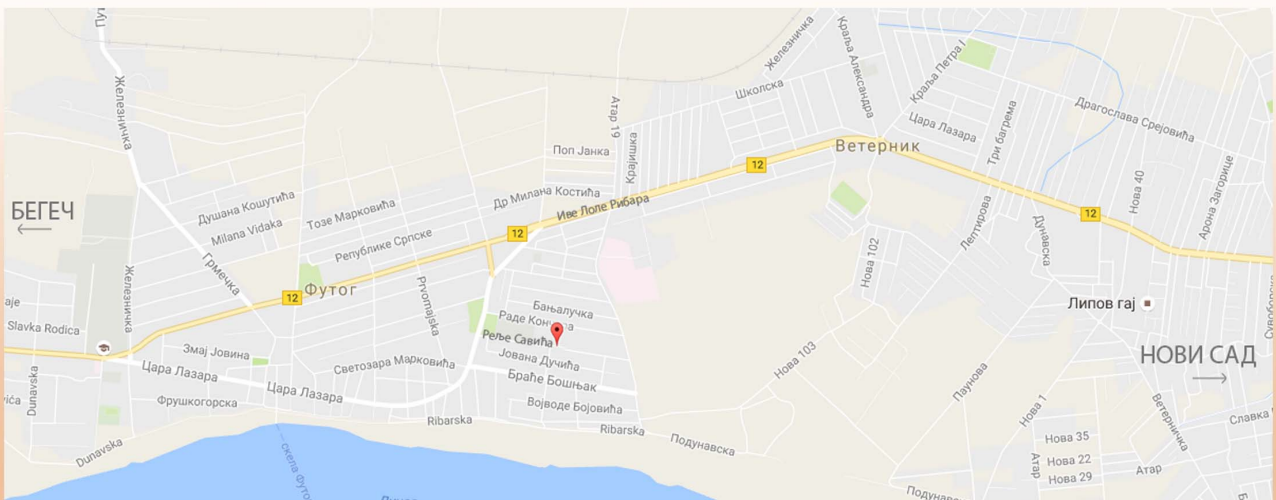 Железничка
Железничка
Краља Александра
Краља Петра I
Школска
Драгослава Срејовића
Атар 19
Крајишка
Цара Лазара
Три багрема
Ветерник
12
Поп Јанка
БЕГЕЧ
Душана Кошутића
Milana Vidaka
Тозе Марковића
Др Милана Костића
Иве Лоле Рибара
Нова 40
Арона Загорице
12
Републике Српске
12
Лептирова
Дунавска
Грмечка
Железничка
Првомајска
Нова 102
12
Футог
Бањалучка
Раде Кончара
Реље Савића
Јована Дучића
Браће Бошњак
Војводе Бојовића
Липов гај
НОВИ САД
Slavka Rodica
Змај Јовина
Светозара Марковића
Цара Лазара
Цара Лазара
Фрушкогорска
Dunavska
Dunavska
Ribarska
Ribarska
Подунавска
Нова 103
Паунова
Нова 1
Ветерничка
Нова 35
Нова 22
Нова 29
Атар
Атар